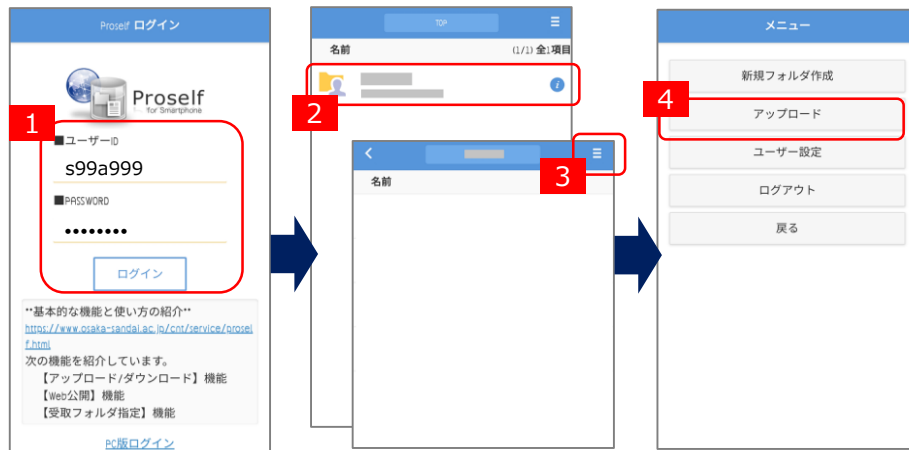 Proself ログイン
Proself
for Smartphone
1
■ユーザーID
s99a999
■PASSWORD
••••••••
ログイン
**基本的な機能と使い方の紹介**
https://www.osaka-sandai.ac.jp/cnt/service/prosel
f.html
次の機能を紹介しています。
【アップロード/ダウンロード】機能
【Web公開】機能
【受取フォルダ指定】機能
PC版ログイン
TOP
名前
(1/1) 全1項目
2
3
名前
メニュー
新規フォルダ作成
4
アップロード
ユーザー設定
ログアウト
戻る